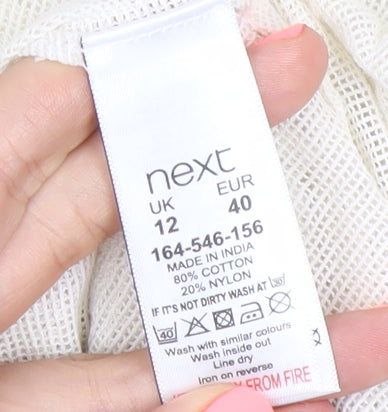 next
UK EUR
12 40
164-546-156
MADE IN INDIA
80% COTTON
20% NYLON
IF IT'S NOT DIRTY WASH AT 30°
40
Wash with similar colours
Wash inside out
Line dry
Iron on reverse
FROM FIRE